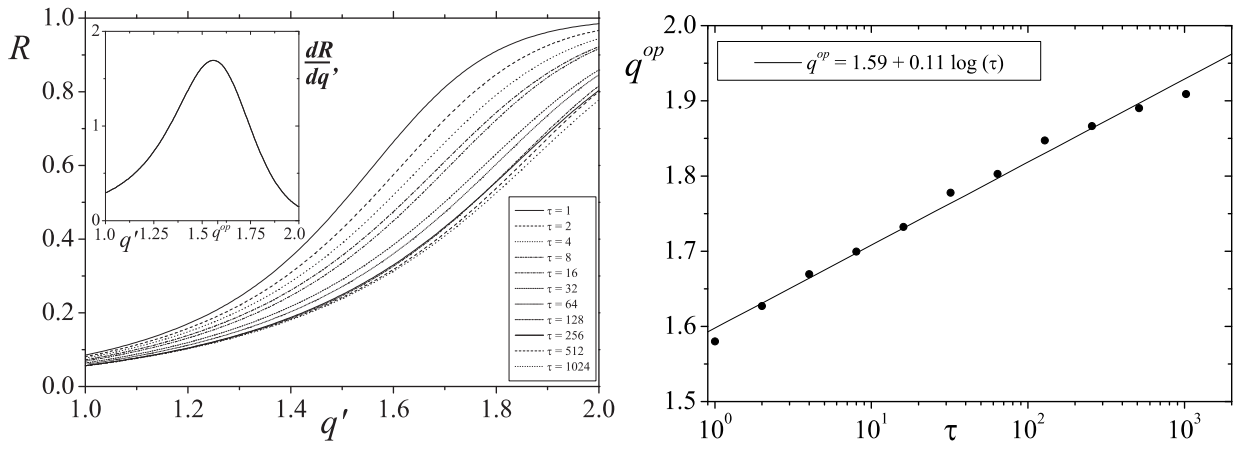 R
1.0
0.8
0.6
0.4
0.2
0.0
1.0
1.2
1.4
1.6
1.8
2.0
q'
2
1
0
1.0
q'
1.25
1.5
q^op
1.75
2.0
dR
dq'
τ = 1
τ = 2
τ = 4
τ = 8
τ = 16
τ = 32
τ = 64
τ = 128
τ = 256
τ = 512
τ = 1024
q^op
2.0
1.9
1.8
1.7
1.6
1.5
q^op = 1.59 + 0.11 log (τ)
10^0
10^1
τ
10^2
10^3